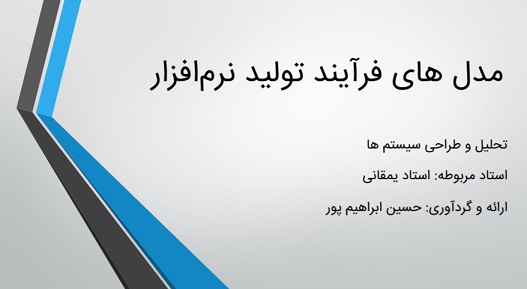 مدل های فرآیند تولید نرم‌افزار
تحلیل و طراحی سیستم ها
استاد مربوطه: استاد یمقانی
ارائه و گردآوری: حسین ابراهیم پور